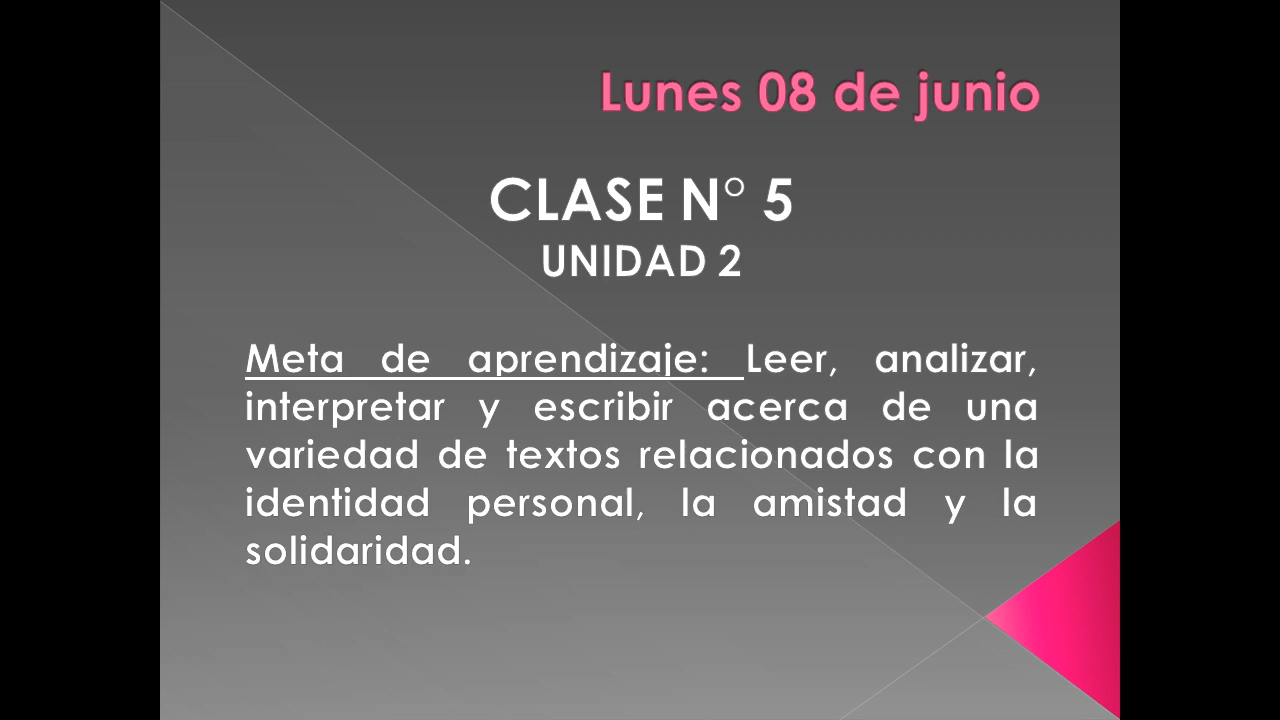 Lunes 08 de junio
CLASE N° 5
UNIDAD 2
Meta de aprendizaje: Leer, analizar,
interpretar y escribir acerca de una
variedad de textos relacionados con la
identidad personal, la amistad y la
solidaridad.